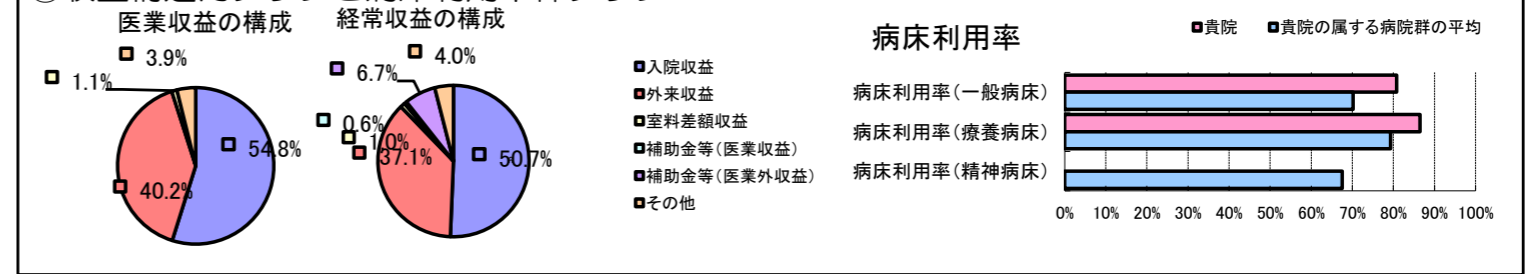 医業収益の構成
3.9%
1.1%
54.8%
40.2%
経常収益の構成
4.0%
6.7%
0.6%
1.0%
37.1%
50.7%
入院収益
外来収益
室料差額収益
補助金等(医業収益)
補助金等(医業外収益)
その他
病床利用率
貴院 貴院の属する病院群の平均
病床利用率(一般病床)
病床利用率(療養病床)
病床利用率(精神病床)
0% 10% 20% 30% 40% 50% 60% 70% 80% 90% 100%